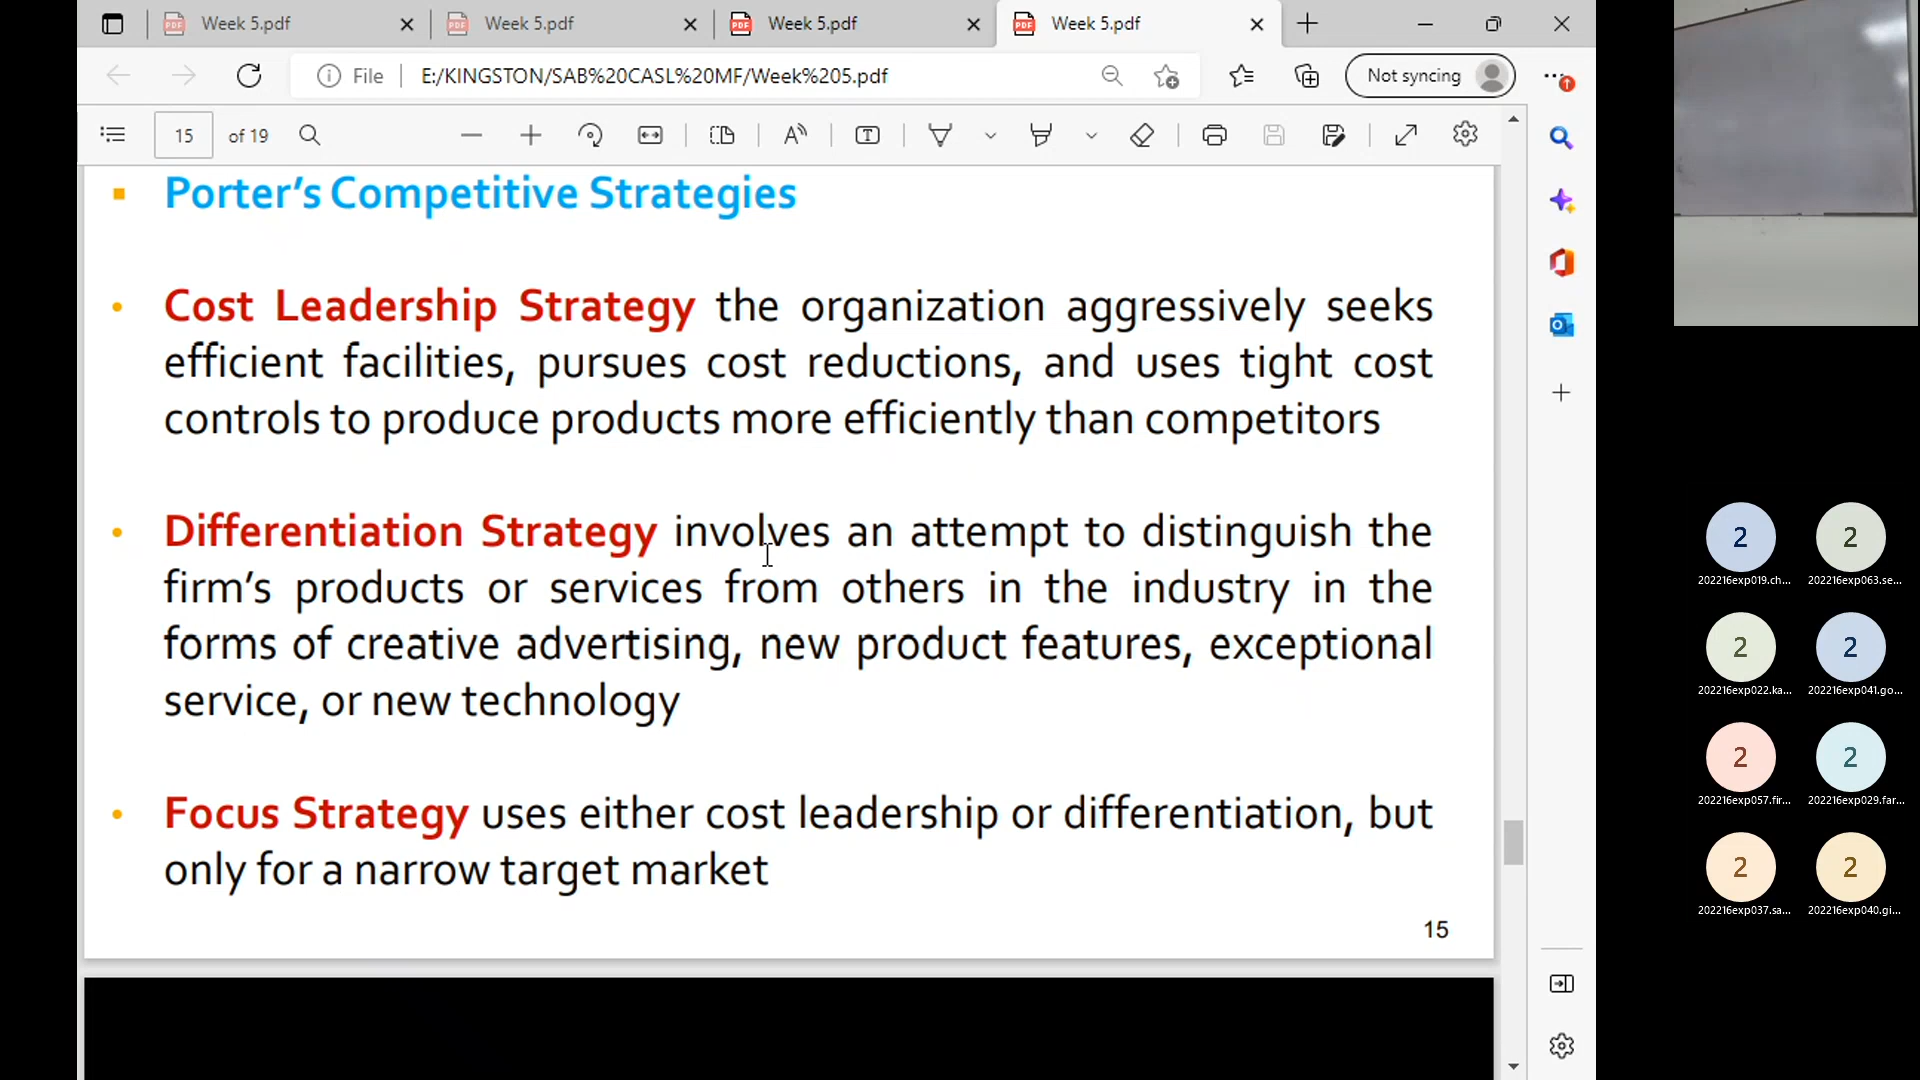 Week 5.pdf
Week 5.pdf
Week 5.pdf
Week 5.pdf
File
E:/KINGSTON/SAB%20CASL%20MF/Week%205.pdf
Not syncing
15
of 19
Porter's Competitive Strategies
Cost Leadership Strategy the organization aggressively seeks
efficient facilities, pursues cost reductions, and uses tight cost
controls to produce products more efficiently than competitors
Differentiation Strategy involves an attempt to distinguish the
firm's products or services from others in the industry in the
forms of creative advertising, new product features, exceptional
service, or new technology
Focus Strategy uses either cost leadership or differentiation, but
only for a narrow target market
15
2
2
202216exp019.ch...
202216exp063.se...
2
2
202216exp022.ka...
202216exp041.go...
2
2
202216exp057.fir...
202216exp029.far...
2
2
202216exp037.sa...
202216exp040.gi...